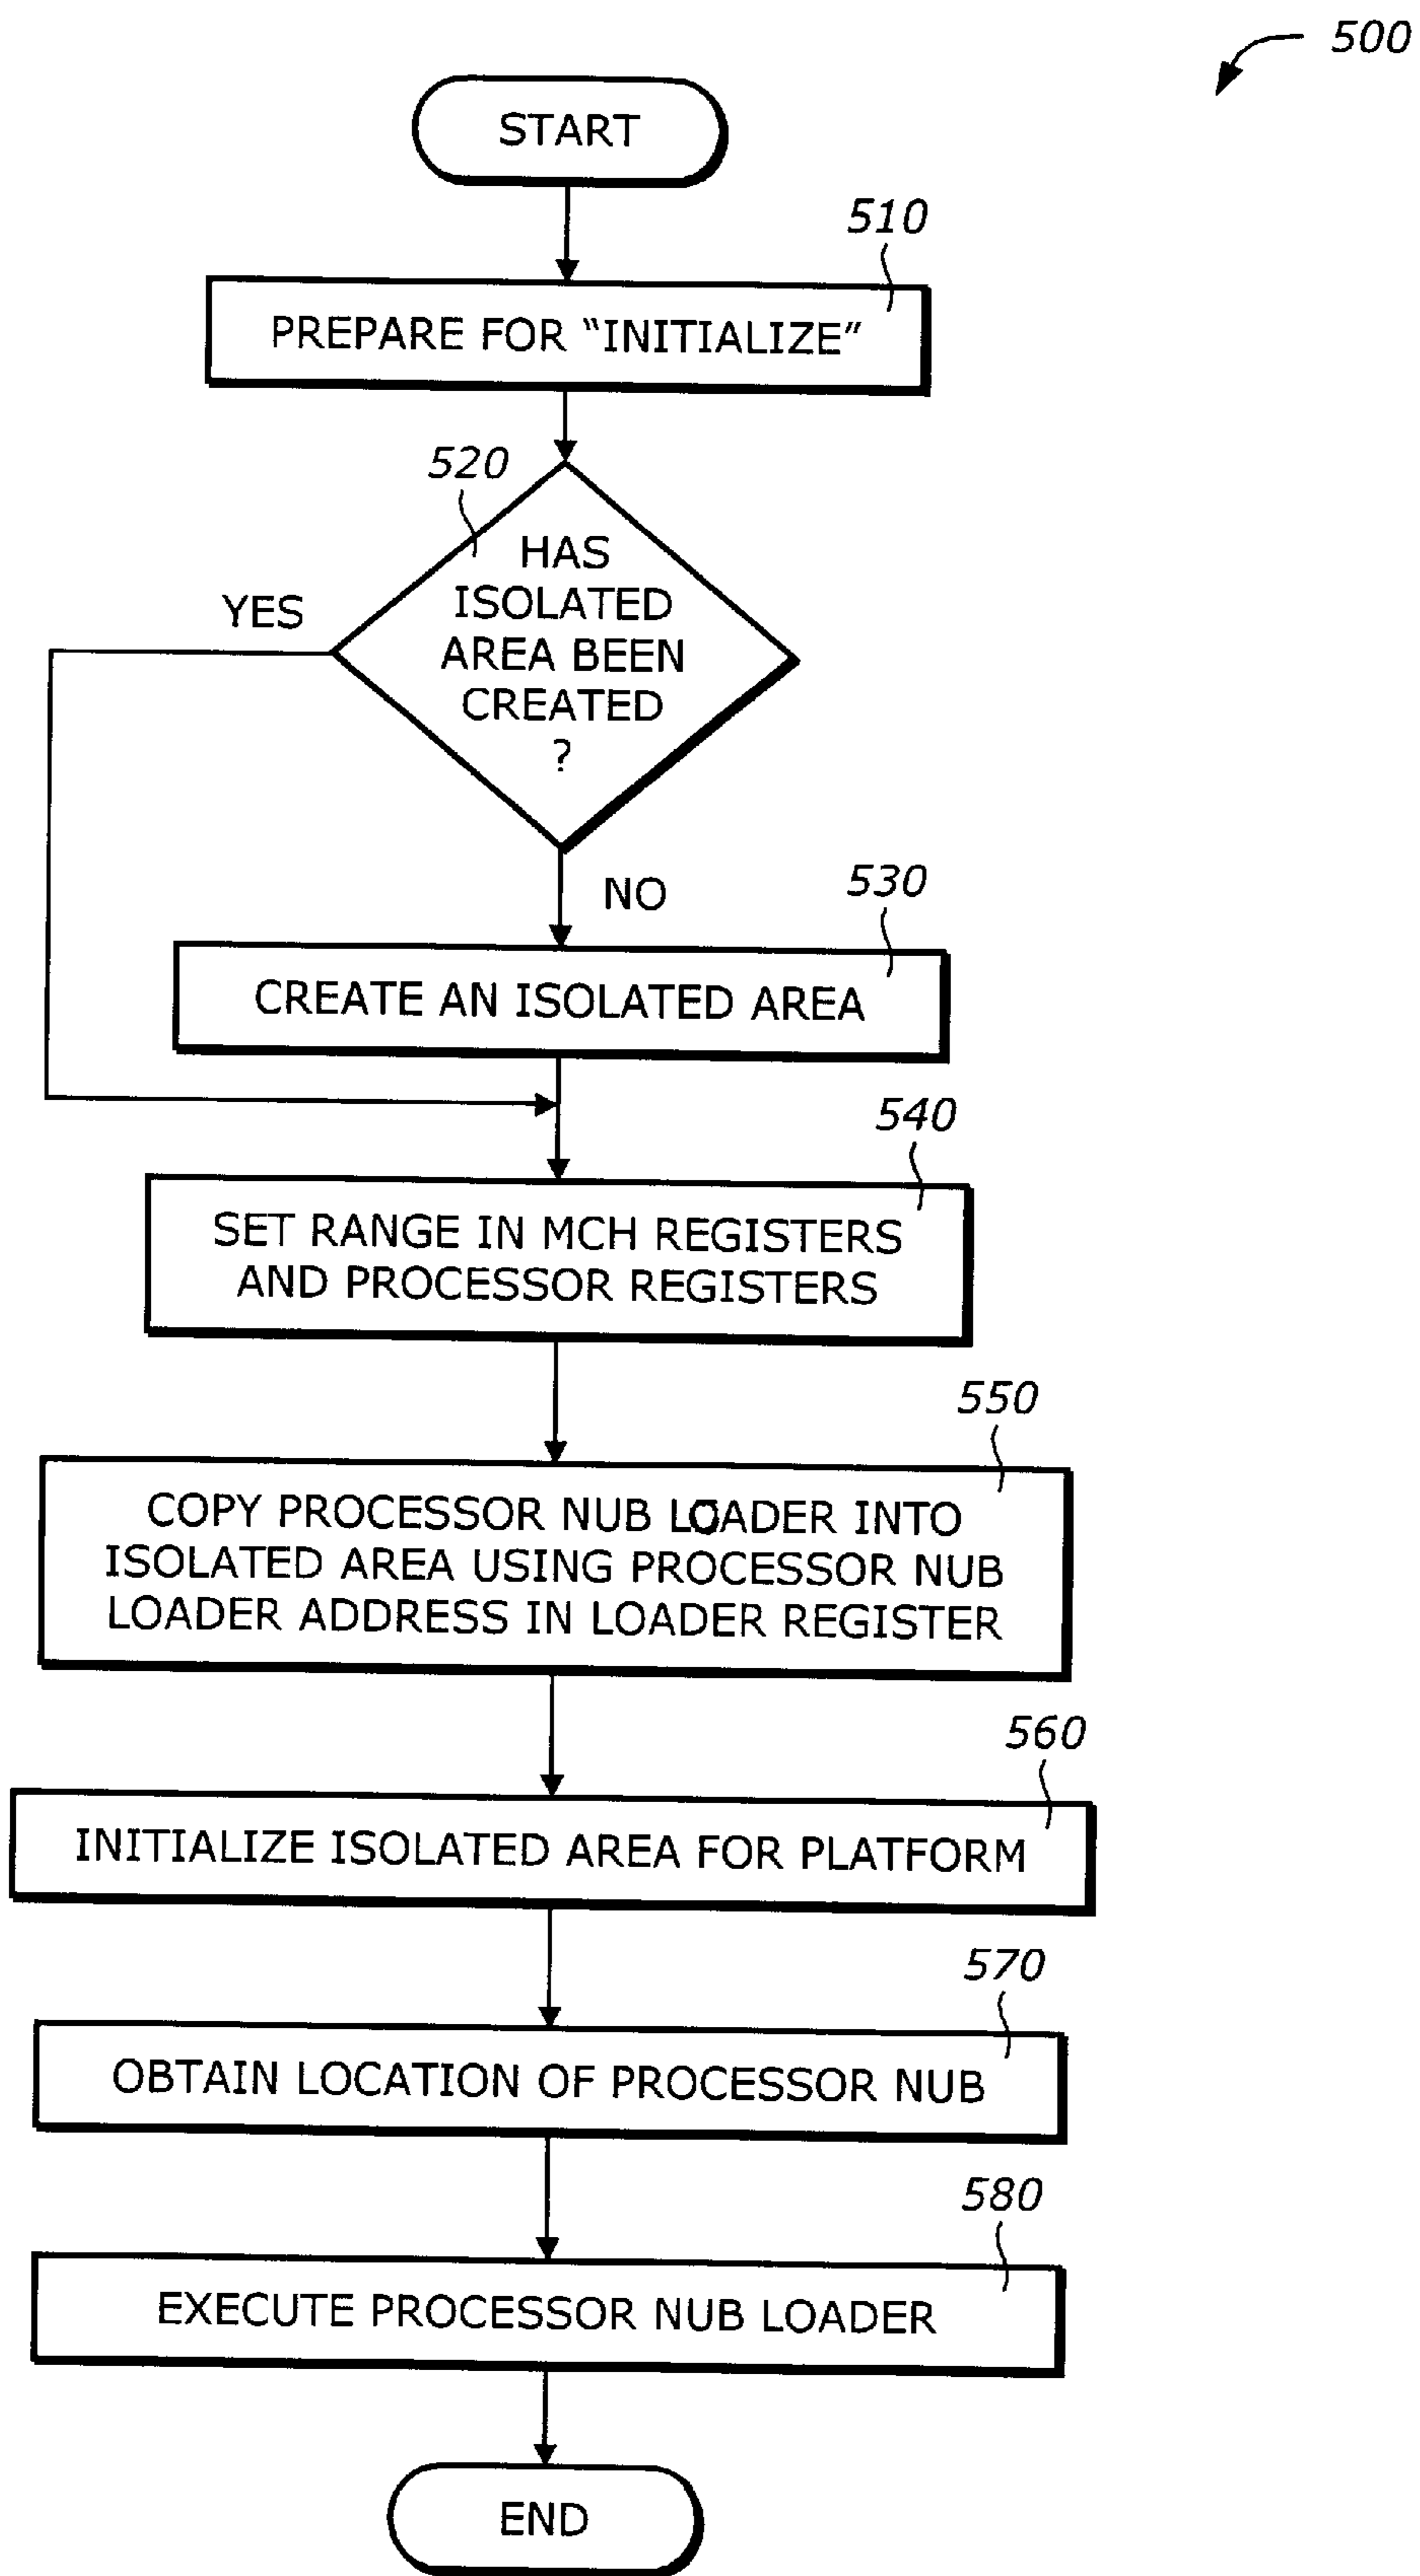 500
START
510
PREPARE FOR “INITIALIZE”
520
HAS
ISOLATED
AREA BEEN
CREATED
?
YES
NO
530
CREATE AN ISOLATED AREA
540
SET RANGE IN MCH REGISTERS
AND PROCESSOR REGISTERS
550
COPY PROCESSOR NUB LOADER INTO
ISOLATED AREA USING PROCESSOR NUB
LOADER ADDRESS IN LOADER REGISTER
560
INITIALIZE ISOLATED AREA FOR PLATFORM
570
OBTAIN LOCATION OF PROCESSOR NUB
580
EXECUTE PROCESSOR NUB LOADER
END